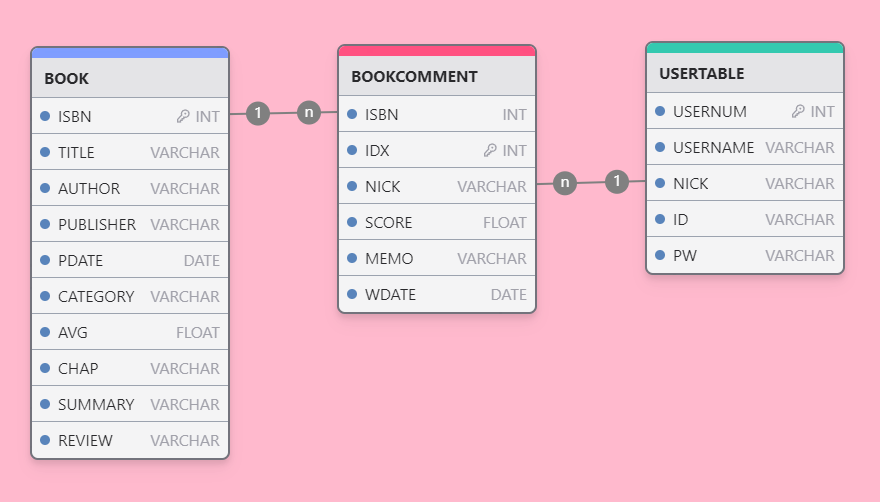 BOOK
ISBN INT
TITLE VARCHAR
AUTHOR VARCHAR
PUBLISHER VARCHAR
PDATE DATE
CATEGORY VARCHAR
AVG FLOAT
CHAP VARCHAR
SUMMARY VARCHAR
REVIEW VARCHAR
1 n
BOOKCOMMENT
ISBN INT
IDX INT
NICK VARCHAR
SCORE FLOAT
MEMO VARCHAR
WDATE DATE
n 1
USERTABLE
USERNUM INT
USERNAME VARCHAR
NICK VARCHAR
ID VARCHAR
PW VARCHAR